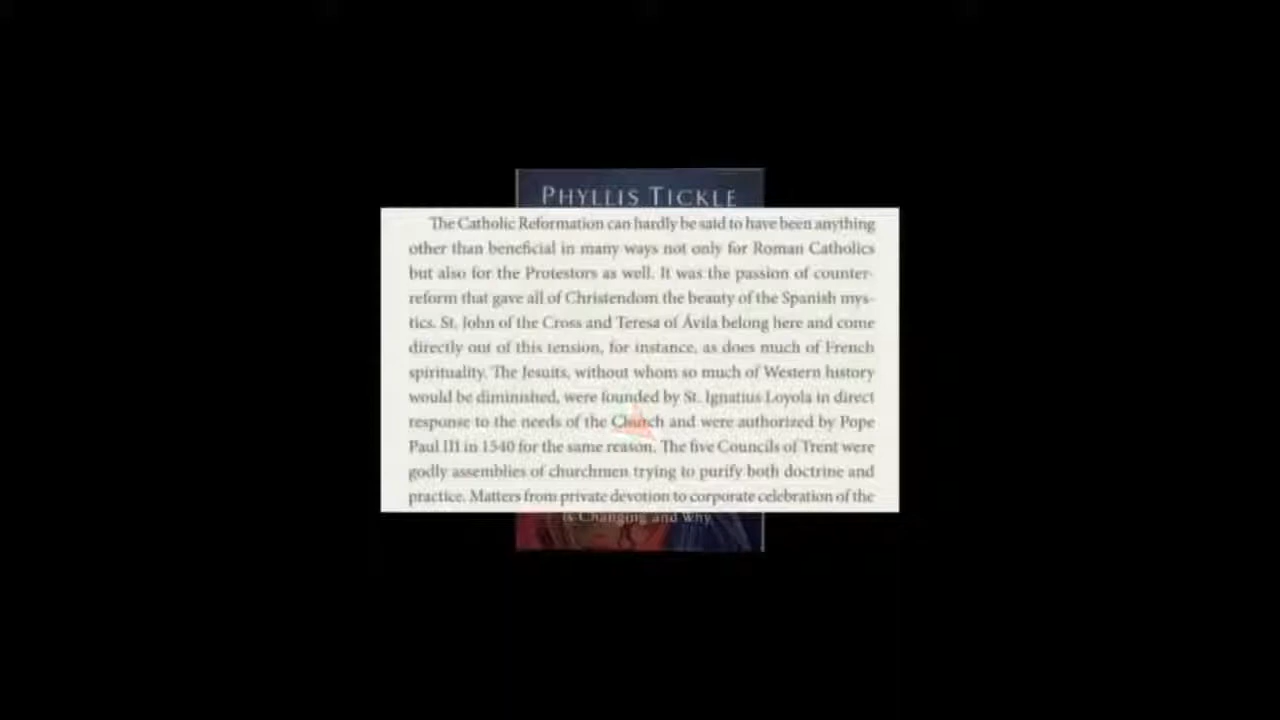 PHYLLIS TICKLE
The Catholic Reformation can hardly be said to have been anything
other than beneficial in many ways not only for Roman Catholics
but also for the Protestors as well. It was the passion of counter-
reform that gave all of Christendom the beauty of the Spanish mys-
tics. St. John of the Cross and Teresa of Ávila belong here and come
directly out of this tension, for instance, as does much of French
spirituality. The Jesuits, without whom so much of Western history
would be diminished, were founded by St. Ignatius Loyola in direct
response to the needs of the Church and were authorized by Pope
Paul III in 1540 for the same reason. The five Councils of Trent were
godly assemblies of churchmen trying to purify both doctrine and
practice. Matters from private devotion to corporate celebration of the
Is Changing and Why